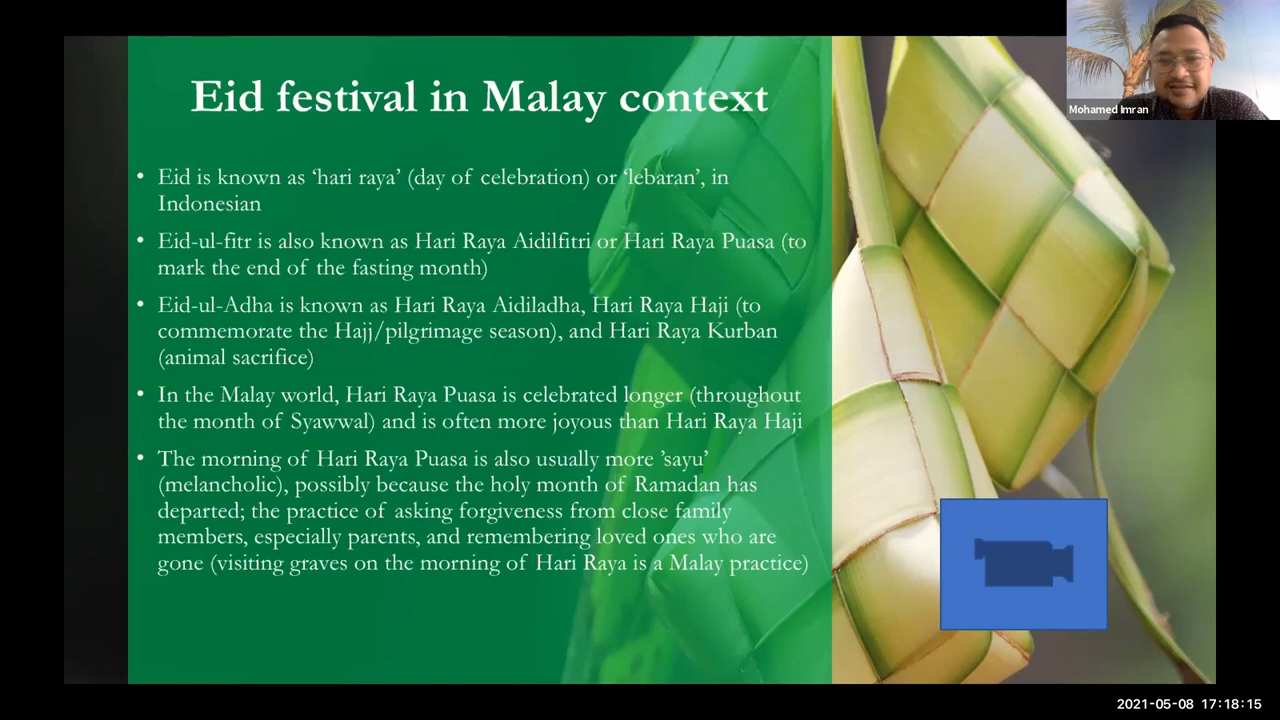 Eid festival in Malay context
• Eid is known as ‘hari raya’ (day of celebration) or ‘lebaran’, in
Indonesian
• Eid-ul-fitr is also known as Hari Raya Aidilfitri or Hari Raya Puasa (to
mark the end of the fasting month)
• Eid-ul-Adha is known as Hari Raya Aidiladha, Hari Raya Haji (to
commemorate the Hajj/pilgrimage season), and Hari Raya Kurban
(animal sacrifice)
• In the Malay world, Hari Raya Puasa is celebrated longer (throughout
the month of Syawwal) and is often more joyous than Hari Raya Haji
• The morning of Hari Raya Puasa is also usually more ’sayu’
(melancholic), possibly because the holy month of Ramadan has
departed; the practice of asking forgiveness from close family
members, especially parents, and remembering loved ones who are
gone (visiting graves on the morning of Hari Raya is a Malay practice)
Mohamed Imran
2021-05-08 17:18:15